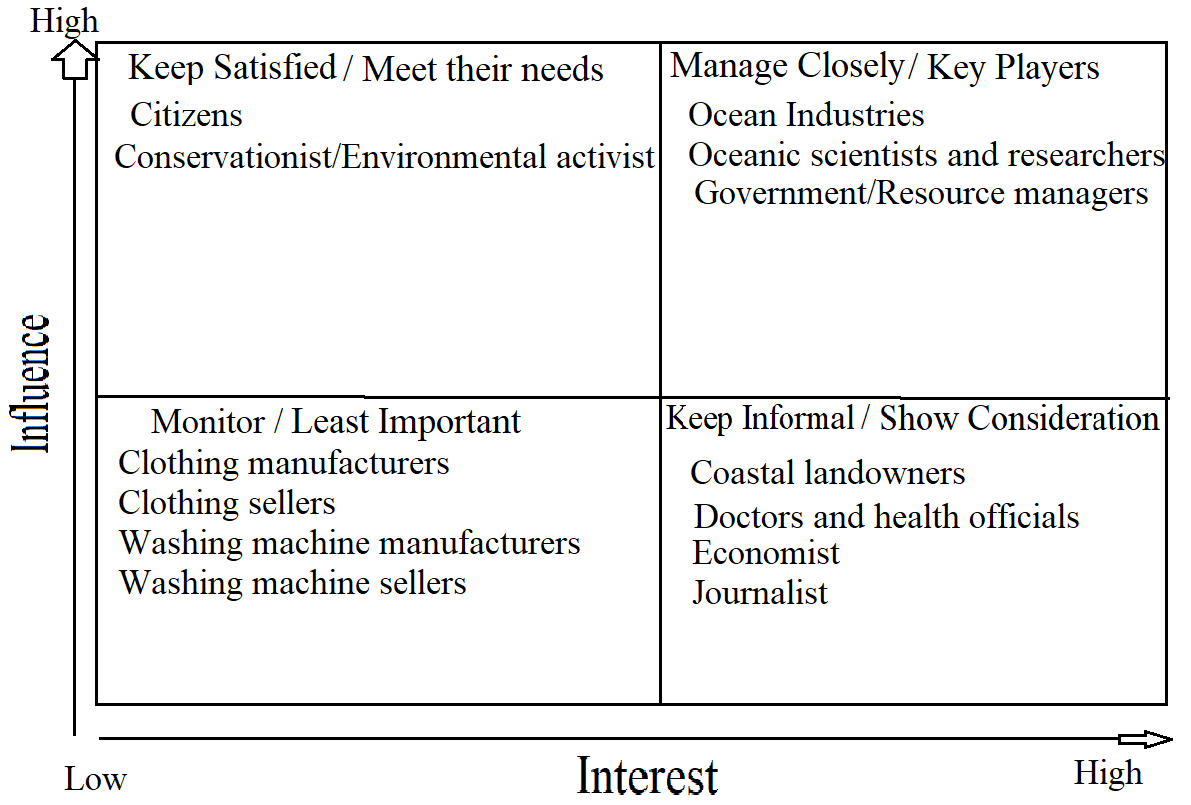 High
Keep Satisfied / Meet their needs
Citizens
Conservationist/Environmental activist
Manage Closely / Key Players
Ocean Industries
Oceanic scientists and researchers
Government/Resource managers
Influence
Monitor / Least Important
Clothing manufacturers
Clothing sellers
Washing machine manufacturers
Washing machine sellers
Keep Informal / Show Consideration
Coastal landowners
Doctors and health officials
Economist
Journalist
Low
Interest
High